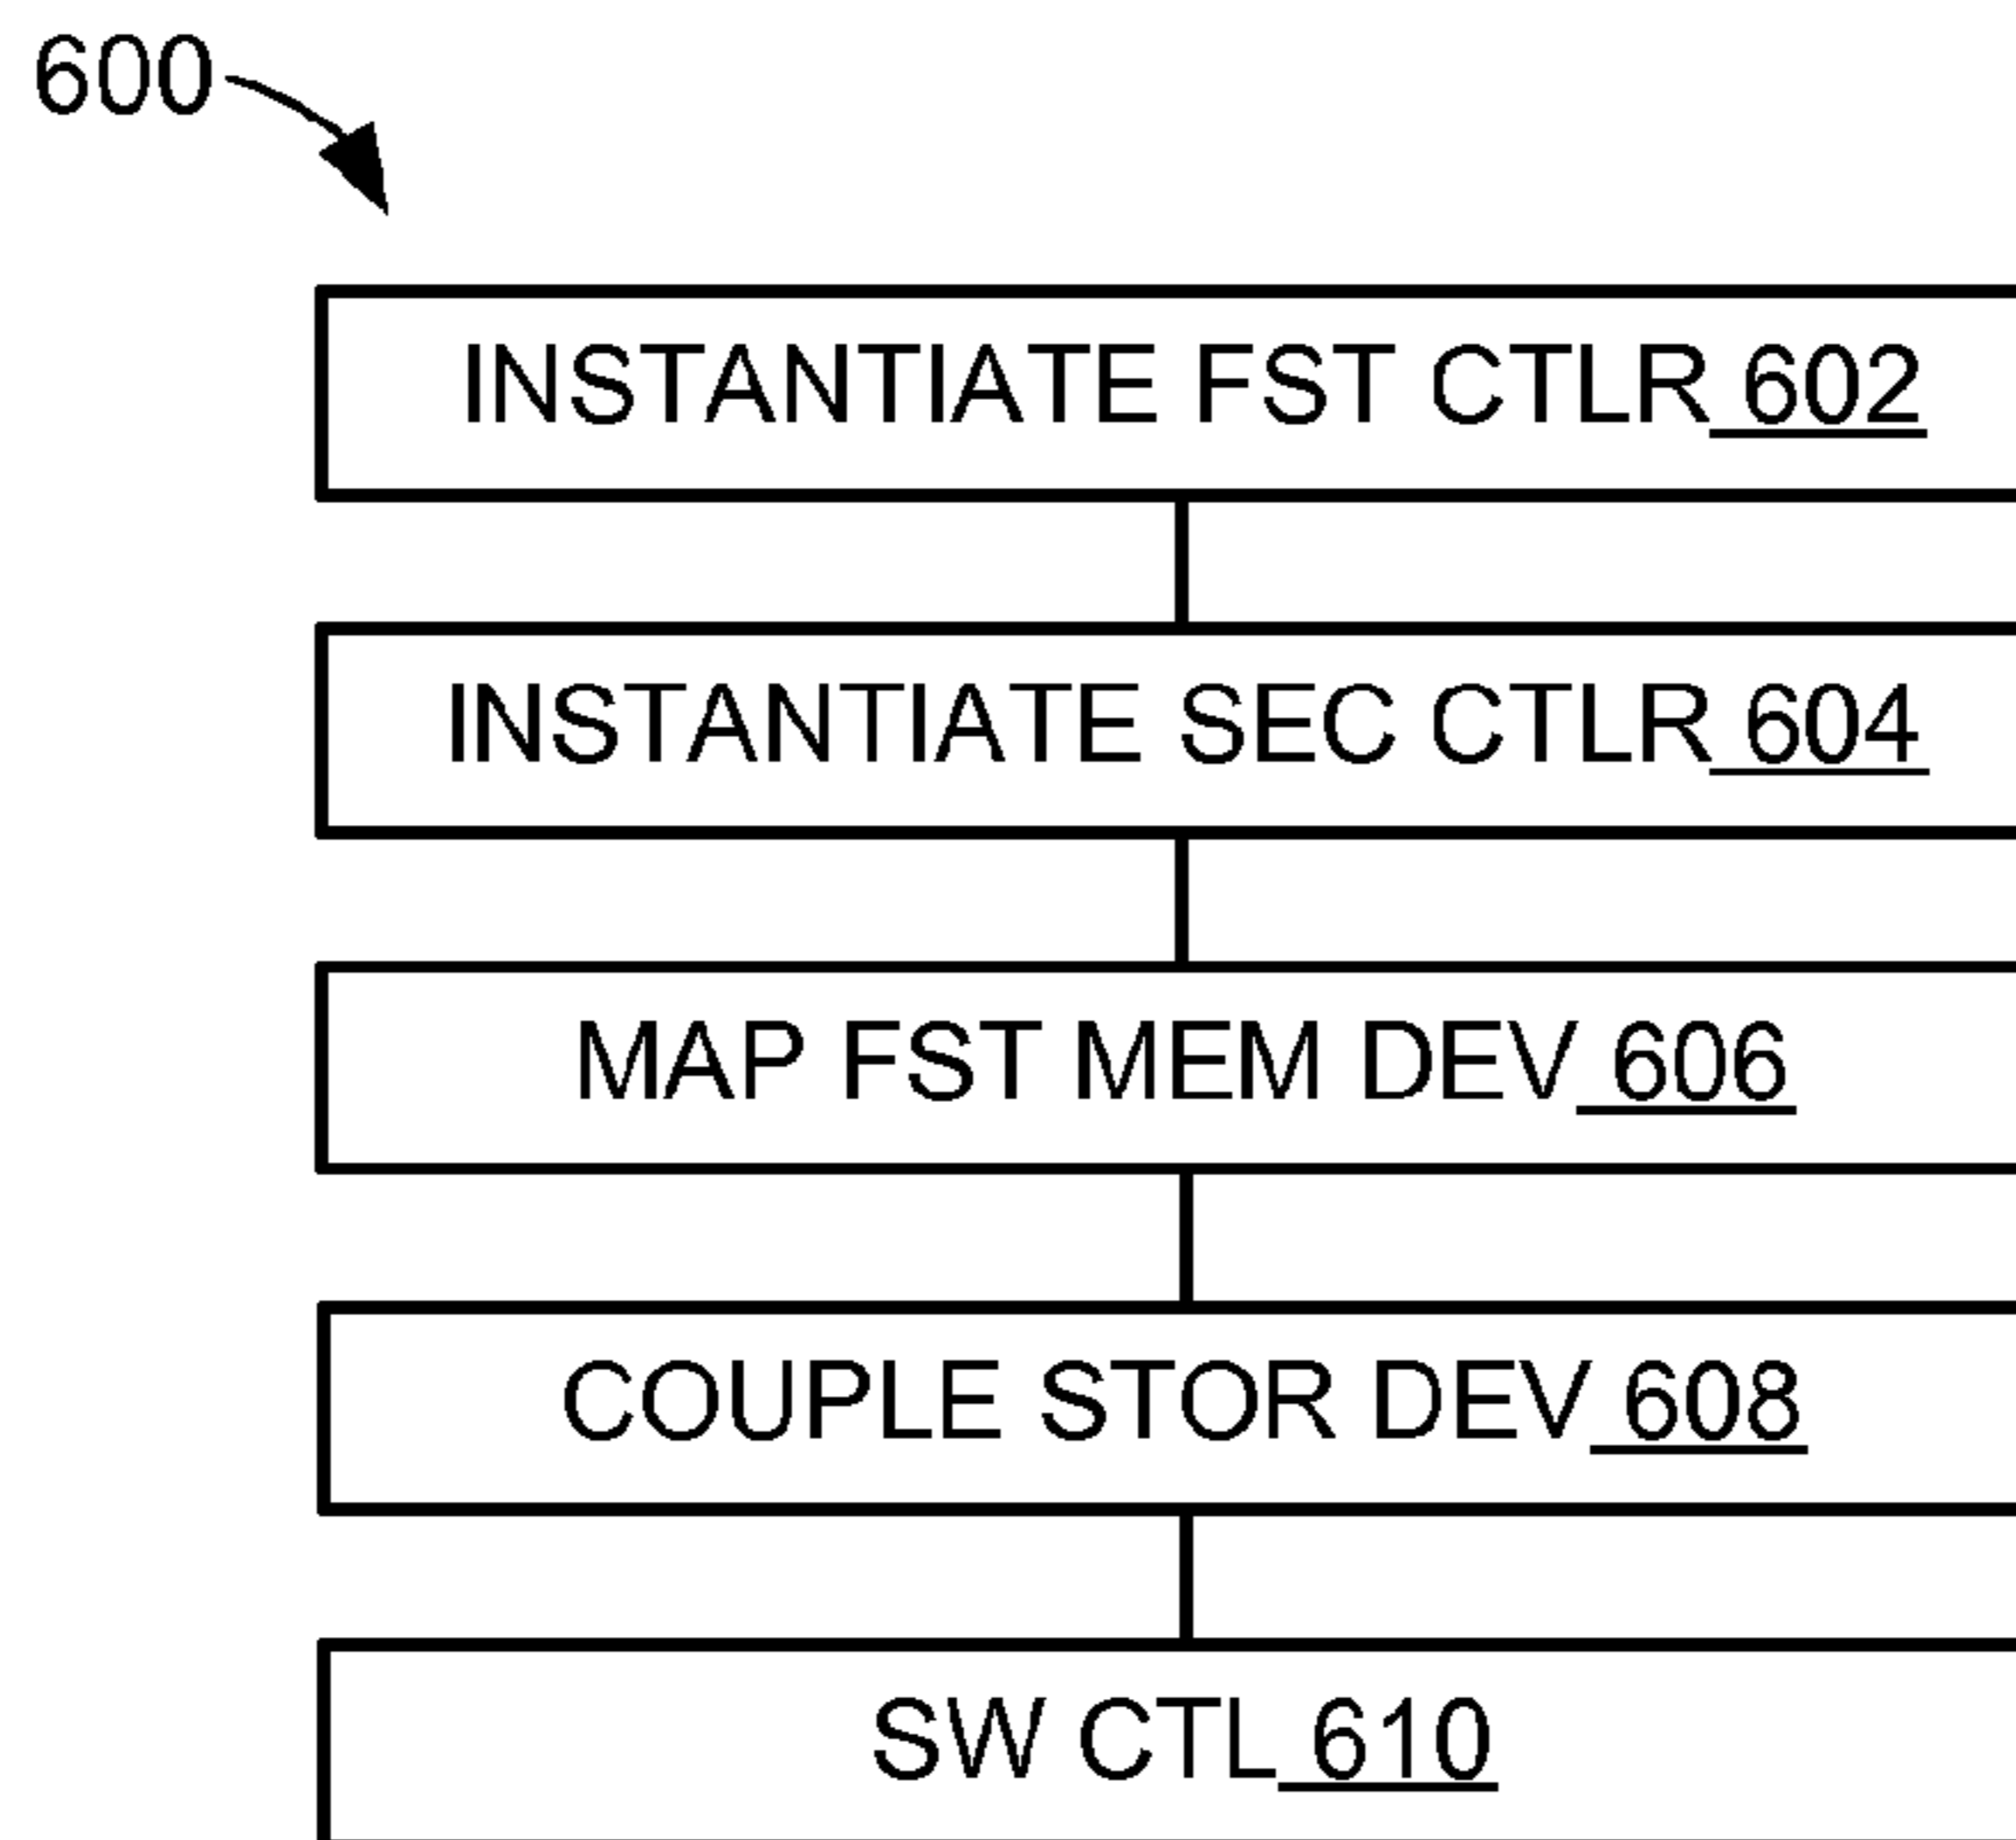 600
INSTANTIATE FST CTLR 602
INSTANTIATE SEC CTLR 604
MAP FST MEM DEV 606
COUPLE STOR DEV 608
SW CTL 610